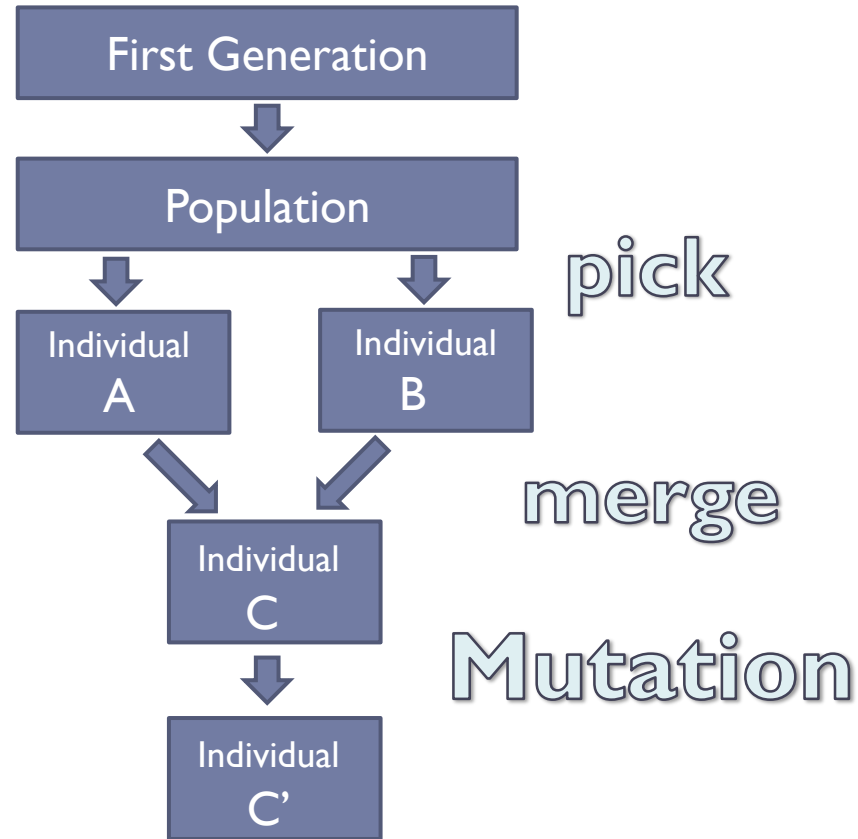 First Generation
Population
pick
Individual
A
Individual
B
merge
Individual
C
Mutation
Individual
C’